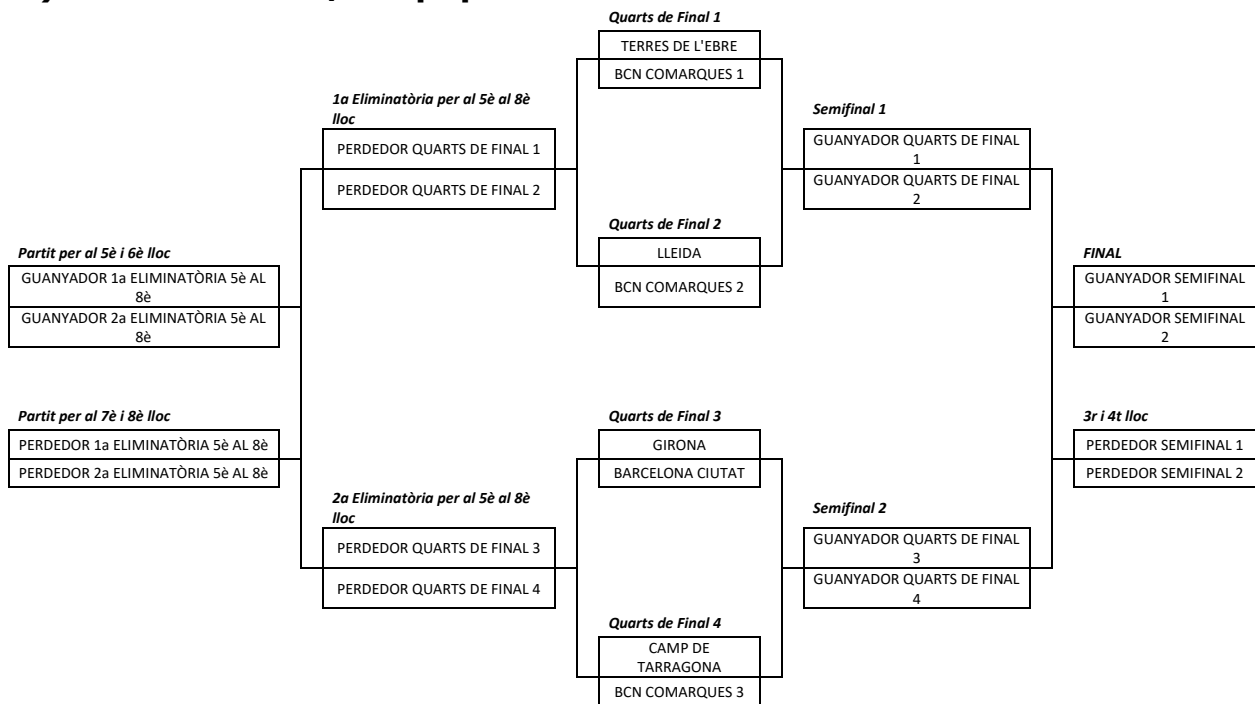 Quarts de Final 1
TERRES DE L'EBRE
BCN COMARQUES 1
1a Eliminatòria per al 5è al 8è
lloc
PERDEDOR QUARTS DE FINAL 1
PERDEDOR QUARTS DE FINAL 2
Semifinal 1
GUANYADOR QUARTS DE FINAL
1
GUANYADOR QUARTS DE FINAL
2
Quarts de Final 2
LLEIDA
BCN COMARQUES 2
Partit per al 5è i 6è lloc
GUANYADOR 1a ELIMINATÒRIA 5è AL
8è
GUANYADOR 2a ELIMINATÒRIA 5è AL
8è
FINAL
GUANYADOR SEMIFINAL
1
GUANYADOR SEMIFINAL
2
Partit per al 7è i 8è lloc
PERDEDOR 1a ELIMINATÒRIA 5è AL 8è
PERDEDOR 2a ELIMINATÒRIA 5è AL 8è
Quarts de Final 3
GIRONA
BARCELONA CIUTAT
3r i 4t lloc
PERDEDOR SEMIFINAL 1
PERDEDOR SEMIFINAL 2
2a Eliminatòria per al 5è al 8è
lloc
PERDEDOR QUARTS DE FINAL 3
PERDEDOR QUARTS DE FINAL 4
Semifinal 2
GUANYADOR QUARTS DE FINAL
3
GUANYADOR QUARTS DE FINAL
4
Quarts de Final 4
CAMP DE
TARRAGONA
BCN COMARQUES 3